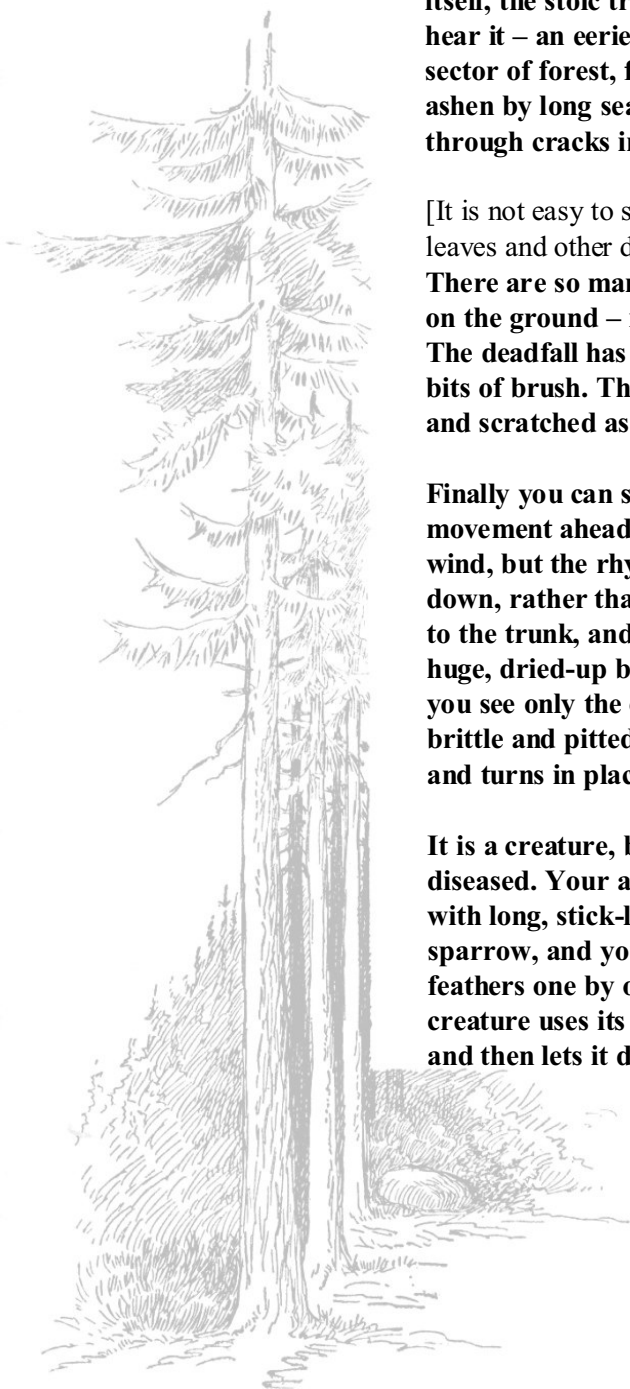 itself, the stoic tr
hear it – an eerie
sector of forest, f
ashen by long sea
through cracks in
[It is not easy to s
leaves and other d
There are so man
on the ground –
The deadfall has
bits of brush. Th
and scratched as
Finally you can s
movement ahead
wind, but the rhy
down, rather tha
to the trunk, and
huge, dried-up b
you see only the
brittle and pitted
and turns in plac
It is a creature, b
diseased. Your a
with long, stick-l
sparrow, and yo
feathers one by o
creature uses its
and then lets it d